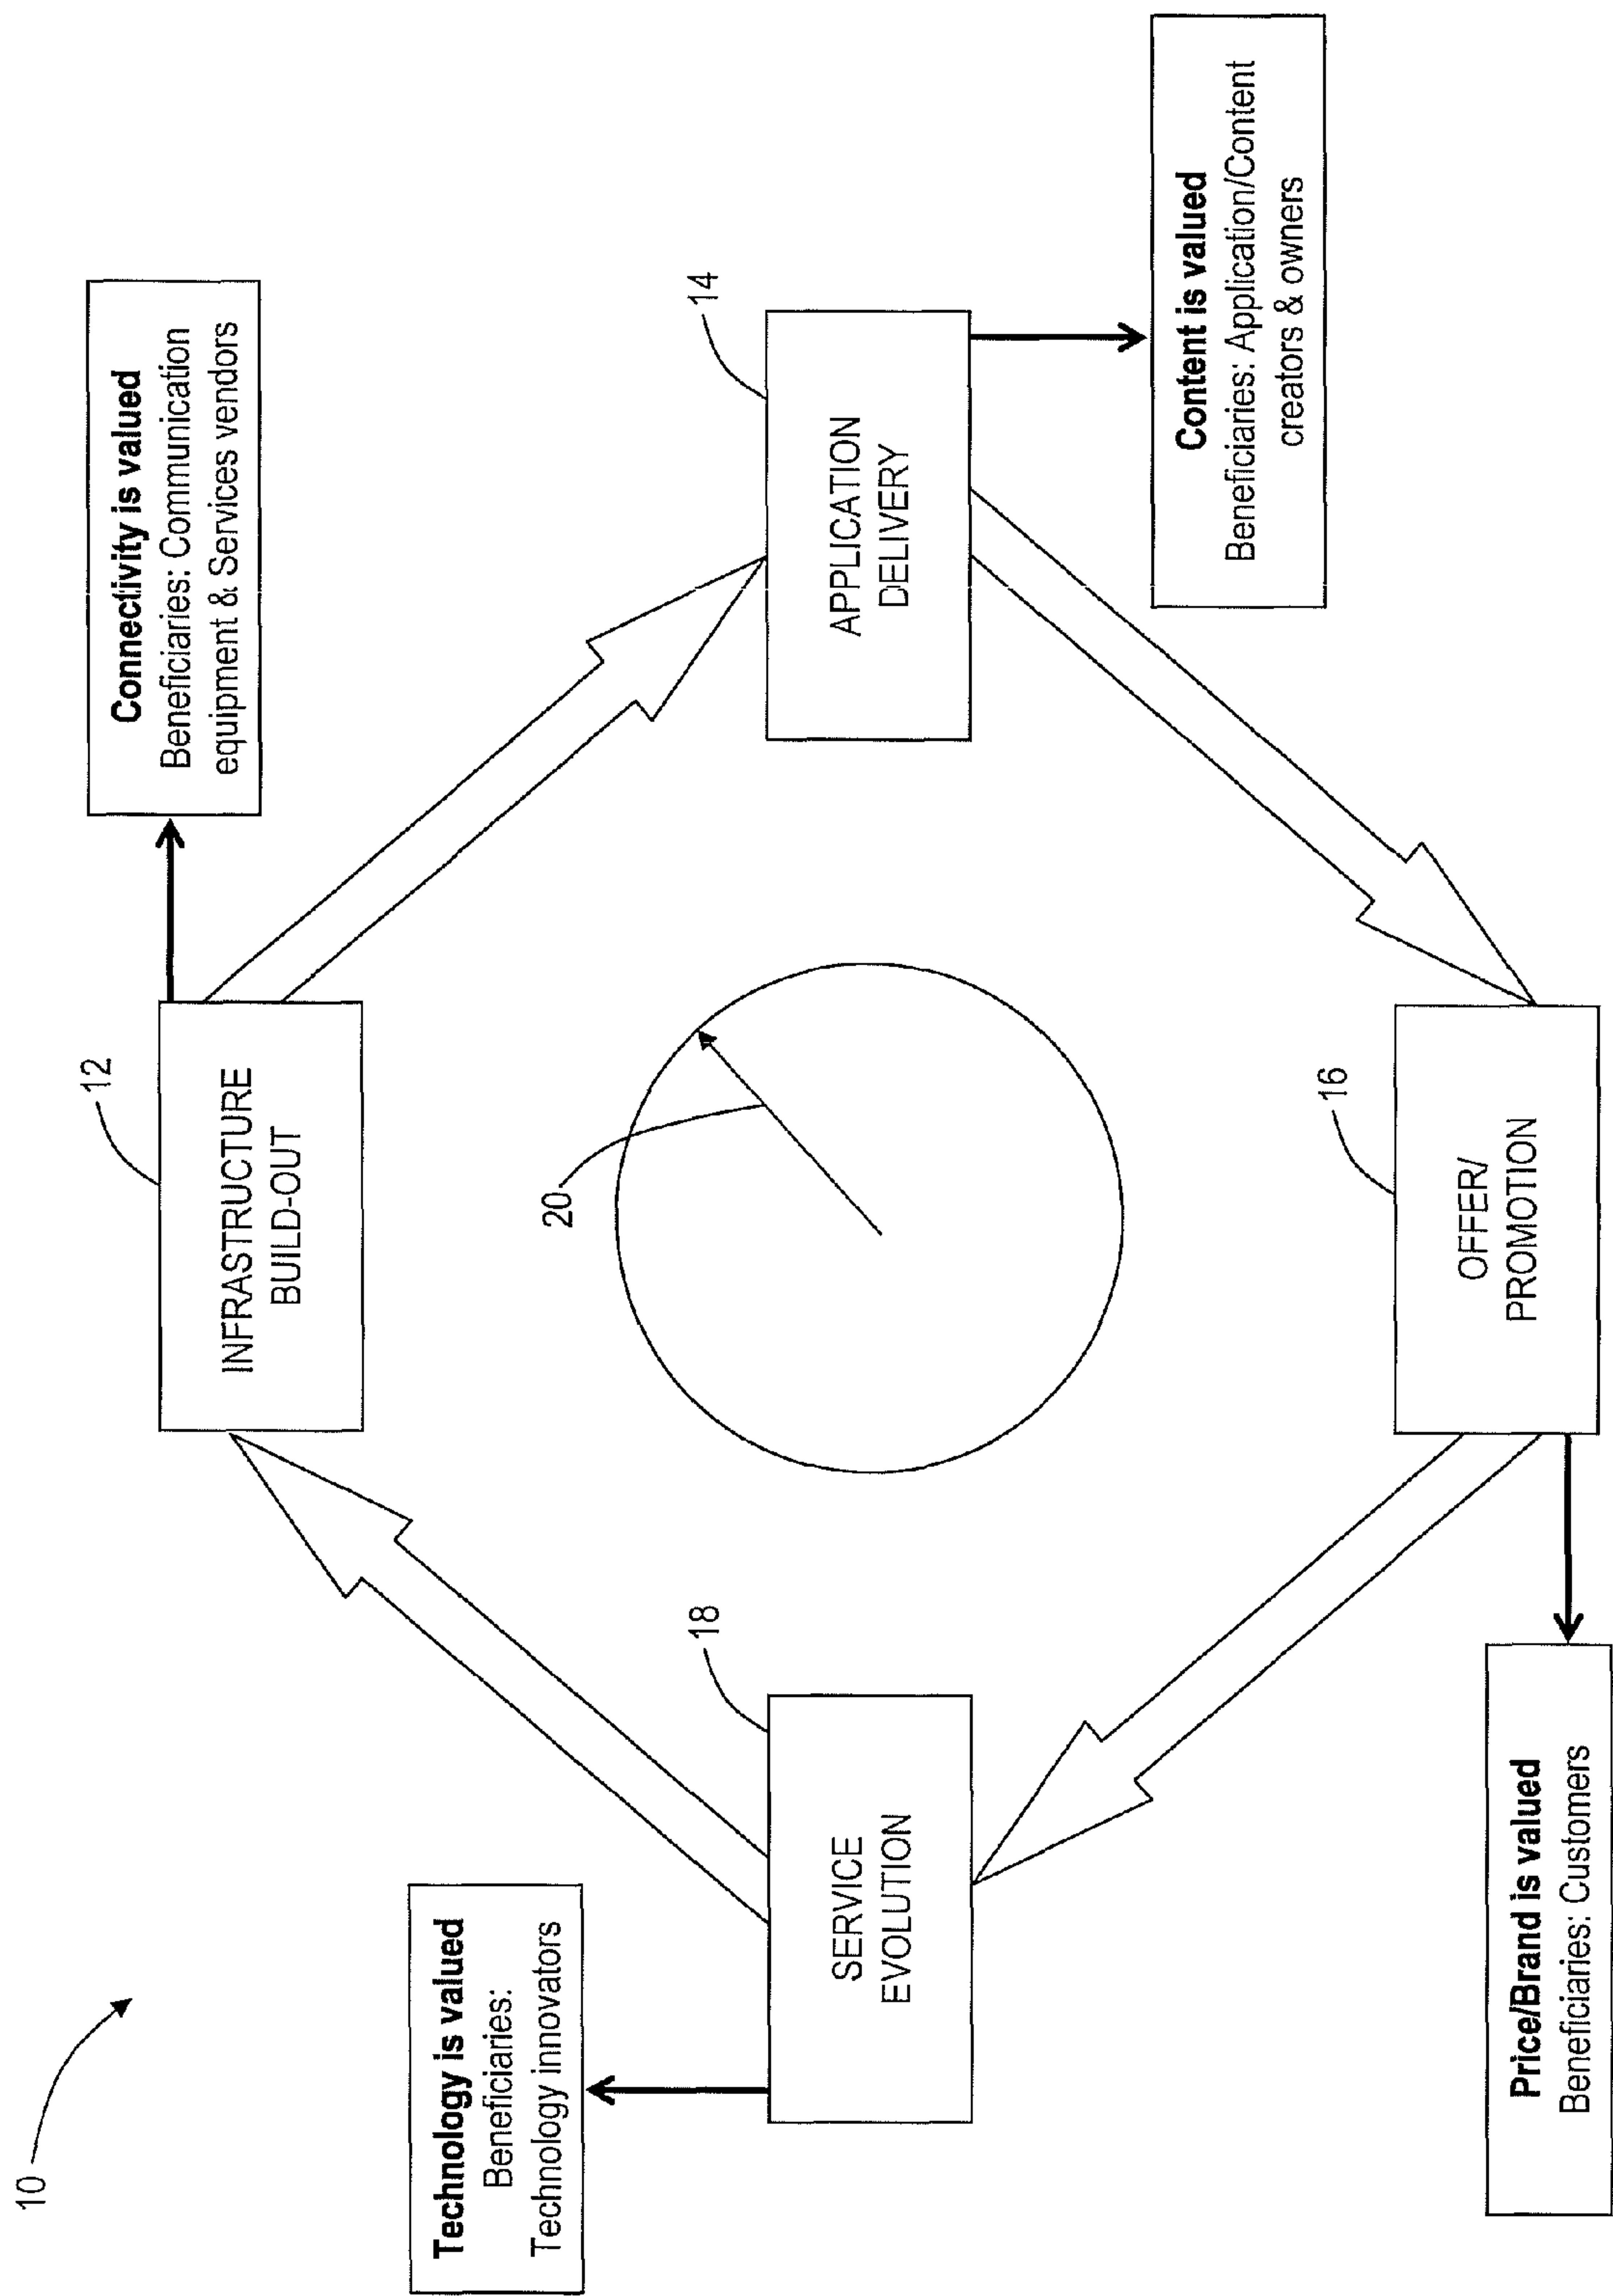 10
12
INFRASTRUCTURE
BUILD-OUT
Connectivity is valued
Beneficiaries: Communication
equipment & Services vendors
Technology is valued
Beneficiaries:
Technology innovators
18
SERVICE
EVOLUTION
20
14
APPLICATION
DELIVERY
Content is valued
Beneficiaries: Application/Content
creators & owners
16
OFFER/
PROMOTION
Price/Brand is valued
Beneficiaries: Customers